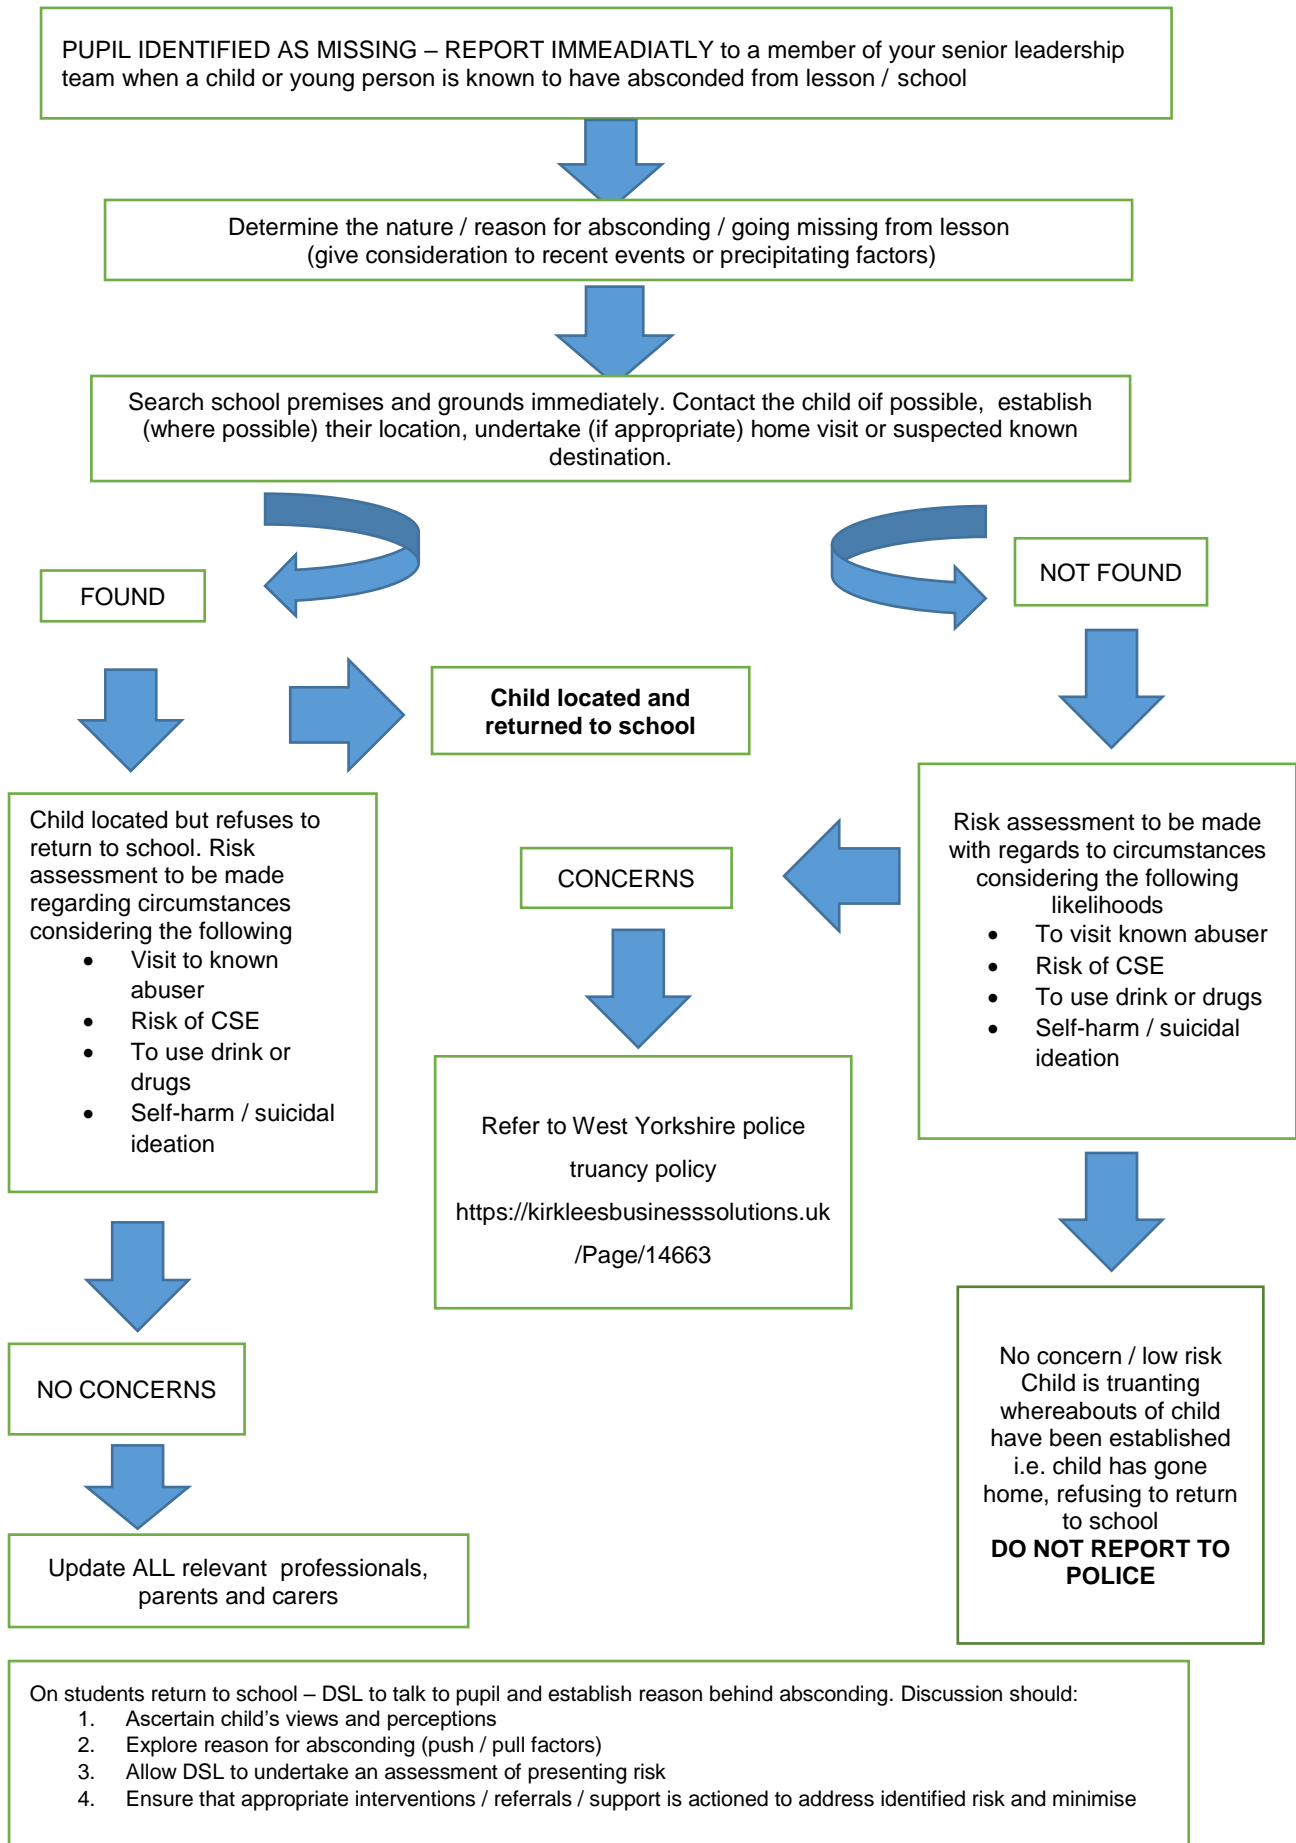 PUPIL IDENTIFIED AS MISSING – REPORT IMMEADIATLY to a member of your senior leadership
team when a child or young person is known to have absconded from lesson / school
Determine the nature / reason for absconding / going missing from lesson
(give consideration to recent events or precipitating factors)
Search school premises and grounds immediately. Contact the child oif possible, establish
(where possible) their location, undertake (if appropriate) home visit or suspected known
destination.
FOUND
NOT FOUND
Child located and
returned to school
Child located but refuses to
return to school. Risk
assessment to be made
regarding circumstances
considering the following
• Visit to known
abuser
• Risk of CSE
• To use drink or
drugs
• Self-harm / suicidal
ideation
CONCERNS
Risk assessment to be made
with regards to circumstances
considering the following
likelihoods
• To visit known abuser
• Risk of CSE
• To use drink or drugs
• Self-harm / suicidal
ideation
Refer to West Yorkshire police
truancy policy
https://kirkleesbusinesssolutions.uk
/Page/14663
NO CONCERNS
No concern / low risk
Child is truanting
whereabouts of child
have been established
i.e. child has gone
home, refusing to return
to school
DO NOT REPORT TO
POLICE
Update ALL relevant professionals,
parents and carers
On students return to school – DSL to talk to pupil and establish reason behind absconding. Discussion should:
1. Ascertain child’s views and perceptions
2. Explore reason for absconding (push / pull factors)
3. Allow DSL to undertake an assessment of presenting risk
4. Ensure that appropriate interventions / referrals / support is actioned to address identified risk and minimise